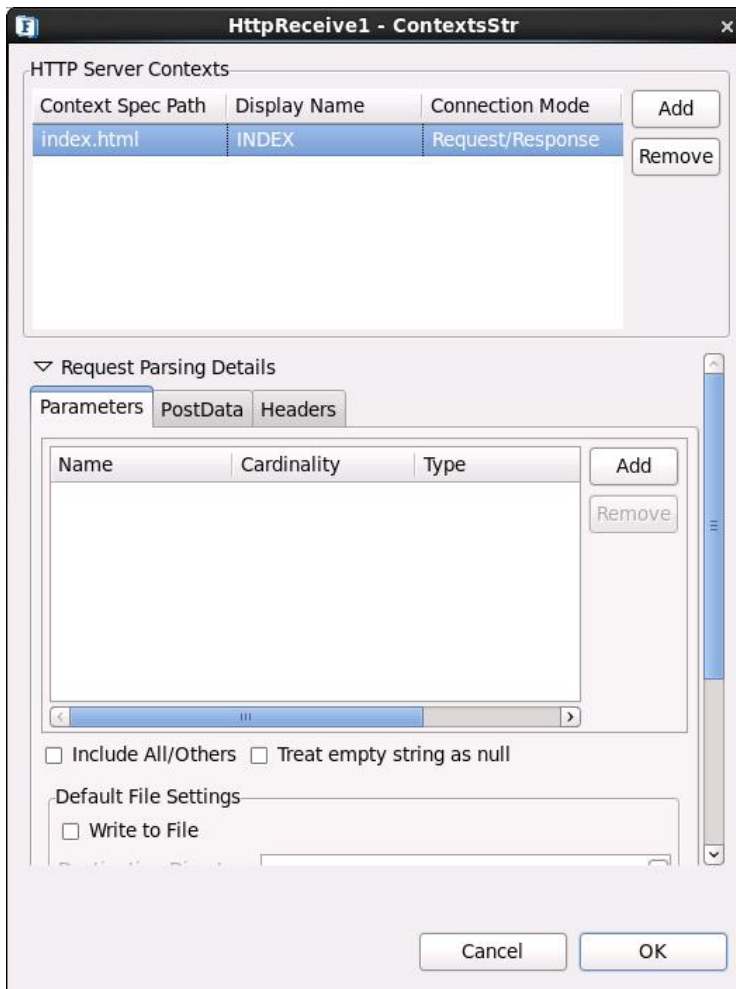 HttpReceive1 - ContextsStr
HTTP Server Contexts
Context Spec Path Display Name Connection Mode Add
index.html INDEX Request/Response
Remove
Request Parsing Details
Parameters PostData Headers
Name Cardinality Type Add
Remove
Include All/Others Treat empty string as null
Default File Settings
Write to File
Cancel OK